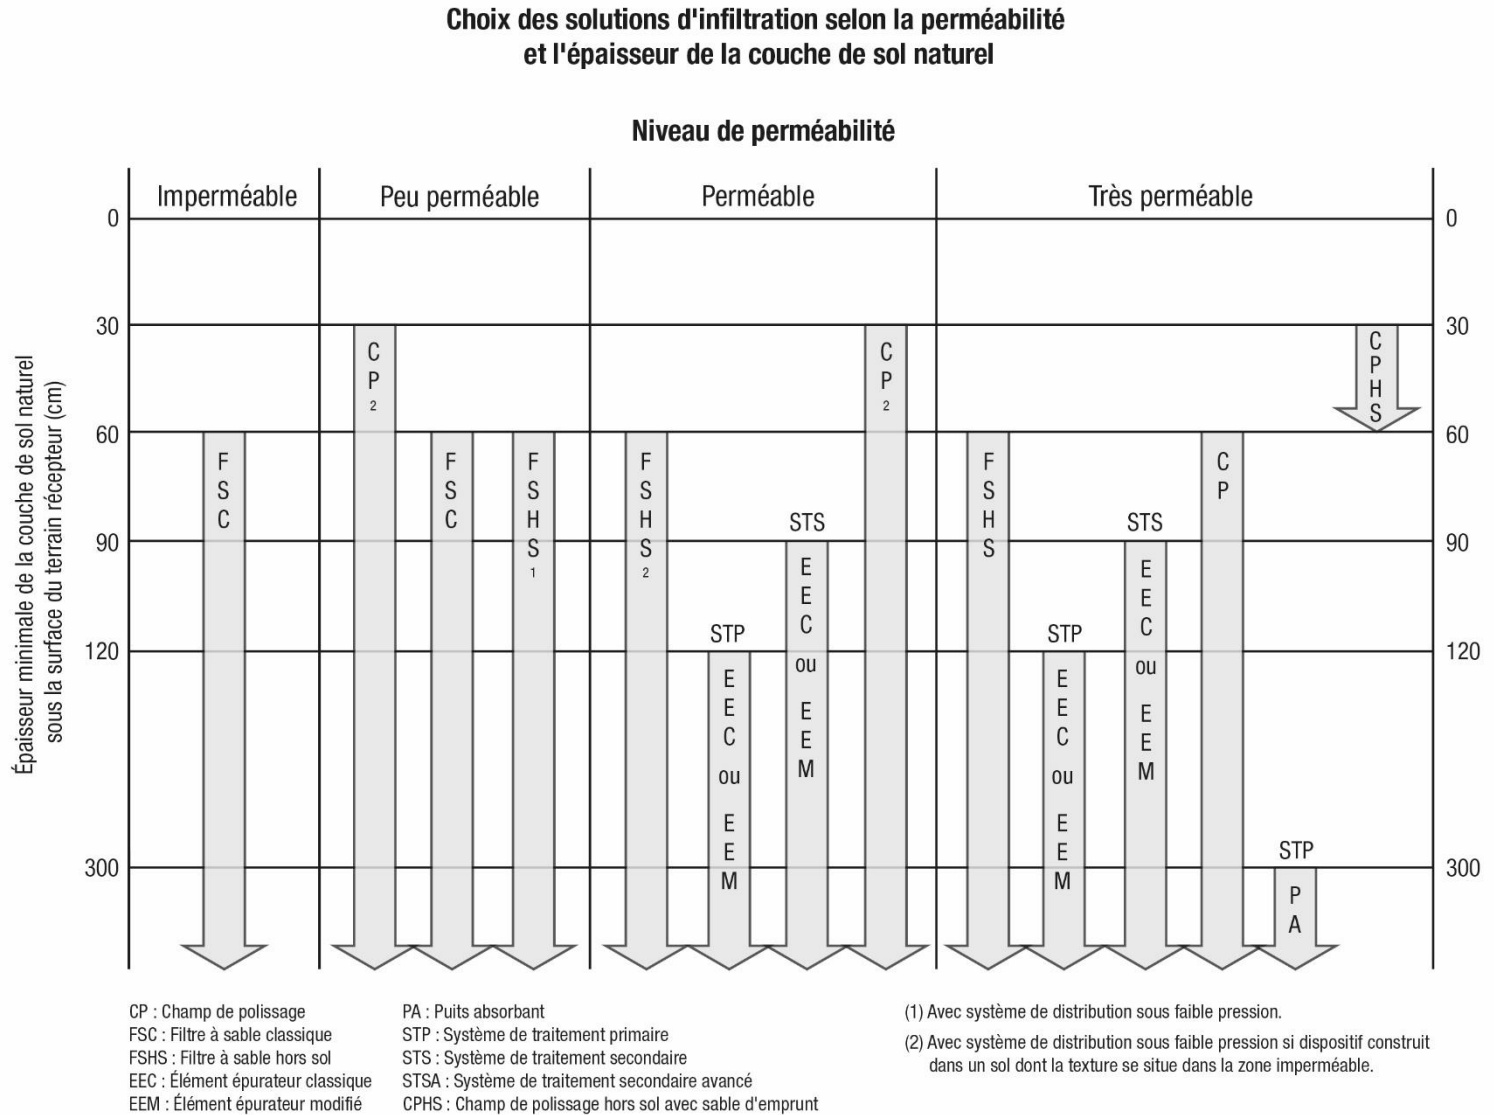 Choix des solutions d'infiltration selon la perméabilité
et l'épaisseur de la couche de sol naturel
Niveau de perméabilité
Imperméable
Peu perméable
Perméable
Très perméable
Épaisseur minimale de la couche de sol naturel
sous la surface du terrain récepteur (cm)
0
30
60
90
120
300
FSC
CP 2
FSC
FSHS 1
FSHS 2
STP
EEC ou EEM
STS
EEC ou EEM
CP 2
FSHS
STP
EEC ou EEM
STS
EEC ou EEM
CP
STP
PA
CPHS
0
30
60
90
120
300
CP : Champ de polissage
FSC : Filtre à sable classique
FSHS : Filtre à sable hors sol
EEC : Élément épurateur classique
EEM : Élément épurateur modifié
PA : Puits absorbant
STP : Système de traitement primaire
STS : Système de traitement secondaire
STSA : Système de traitement secondaire avancé
CPHS : Champ de polissage hors sol avec sable d'emprunt
(1) Avec système de distribution sous faible pression.
(2) Avec système de distribution sous faible pression si dispositif construit
dans un sol dont la texture se situe dans la zone imperméable.